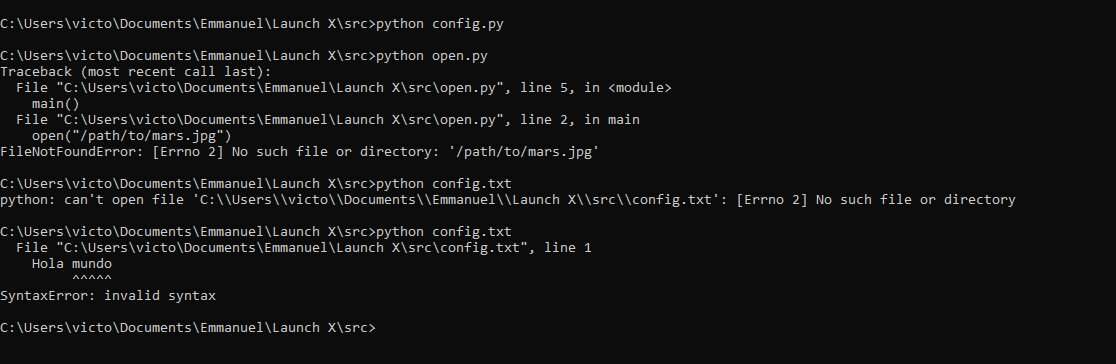 C:\Users\victo\Documents\Emmanuel\Launch X\src>python config.py
C:\Users\victo\Documents\Emmanuel\Launch X\src>python open.py
Traceback (most recent call last):
  File "C:\Users\victo\Documents\Emmanuel\Launch X\src\open.py", line 5, in <module>
    main()
  File "C:\Users\victo\Documents\Emmanuel\Launch X\src\open.py", line 2, in main
    open("/path/to/mars.jpg")
FileNotFoundError: [Errno 2] No such file or directory: '/path/to/mars.jpg'
C:\Users\victo\Documents\Emmanuel\Launch X\src>python config.txt
python: can't open file 'C:\\Users\\victo\\Documents\\Emmanuel\\Launch X\\src\\config.txt': [Errno 2] No such file or directory
C:\Users\victo\Documents\Emmanuel\Launch X\src>python config.txt
  File "C:\Users\victo\Documents\Emmanuel\Launch X\src\config.txt", line 1
    Hola mundo
         ^^^^^
SyntaxError: invalid syntax
C:\Users\victo\Documents\Emmanuel\Launch X\src>